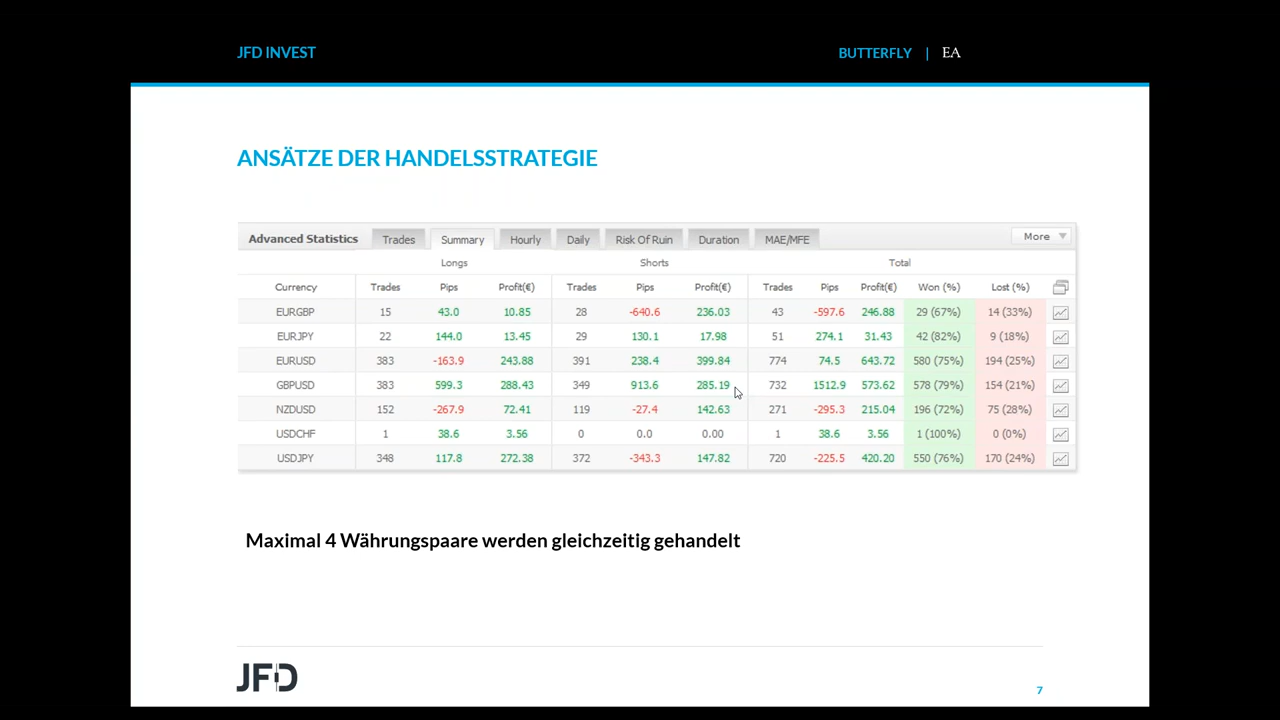 JFD INVEST
BUTTERFLY | EA
ANSÄTZE DER HANDELSSTRATEGIE
Advanced Statistics Trades Summary Hourly Daily Risk Of Ruin Duration MAE/MFE More
Longs Shorts Total
Currency Trades Pips Profit(€) Trades Pips Profit(€) Trades Pips Profit(€) Won (%) Lost (%)
EURGBP 15 43.0 10.85 28 -640.6 236.03 43 -597.6 246.88 29 (67%) 14 (33%)
EURJPY 22 144.0 13.45 29 130.1 17.98 51 274.1 31.43 42 (82%) 9 (18%)
EURUSD 383 -163.9 243.88 391 238.4 399.84 774 74.5 643.72 580 (75%) 194 (25%)
GBPUSD 383 599.3 288.43 349 913.6 285.19 732 1512.9 573.62 578 (79%) 154 (21%)
NZDUSD 152 -267.9 72.41 119 -27.4 142.63 271 -295.3 215.04 196 (72%) 75 (28%)
USDCHF 1 38.6 3.56 0 0.0 0.00 1 38.6 3.56 1 (100%) 0 (0%)
USDJPY 348 117.8 272.38 372 -343.3 147.82 720 -225.5 420.20 550 (76%) 170 (24%)
Maximal 4 Währungspaare werden gleichzeitig gehandelt
JFD
7